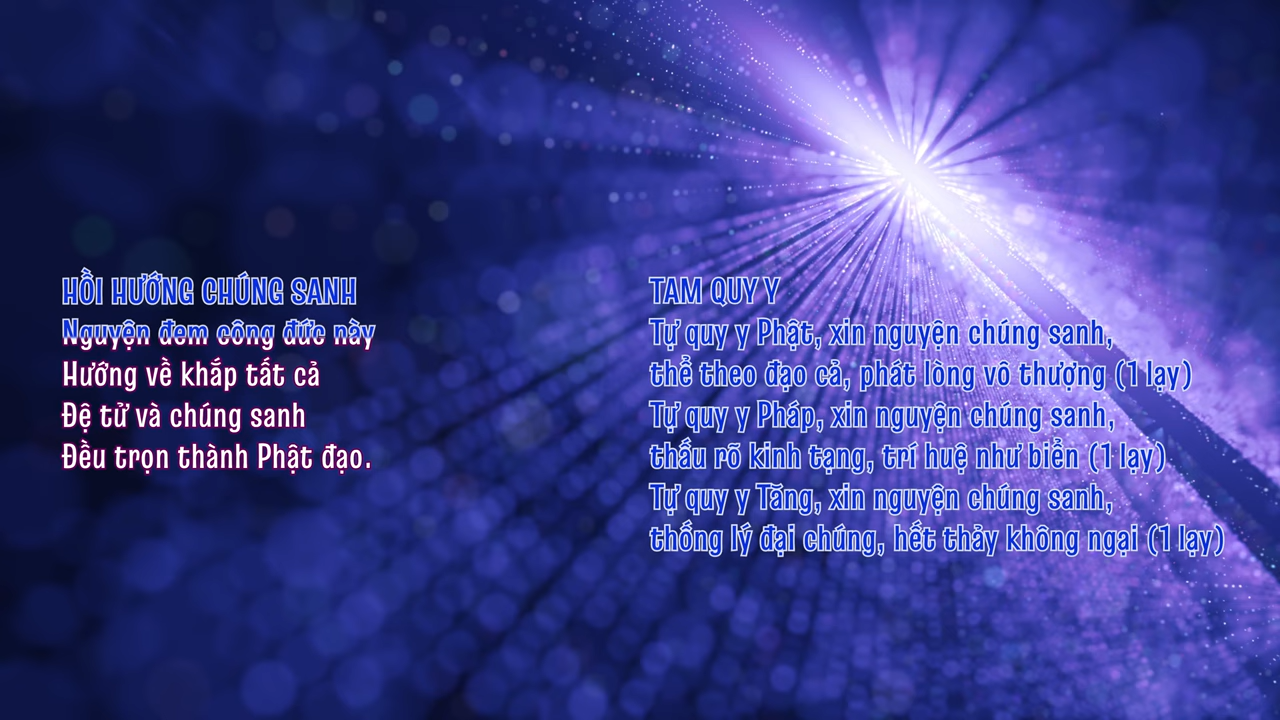 HỒI HƯỚNG CHÚNG SANH
Nguyện đem công đức này
Hướng về khắp tất cả
Đệ tử và chúng sanh
Đều trọn thành Phật đạo.
TAM QUY Y
Tự quy y Phật, xin nguyện chúng sanh,
thể theo đạo cả, phát lòng vô thượng (1 lạy)
Tự quy y Pháp, xin nguyện chúng sanh,
thấu rõ kinh tạng, trí huệ như biển (1 lạy)
Tự quy y Tăng, xin nguyện chúng sanh,
thống lý đại chúng, hết thảy không ngại (1 lạy)